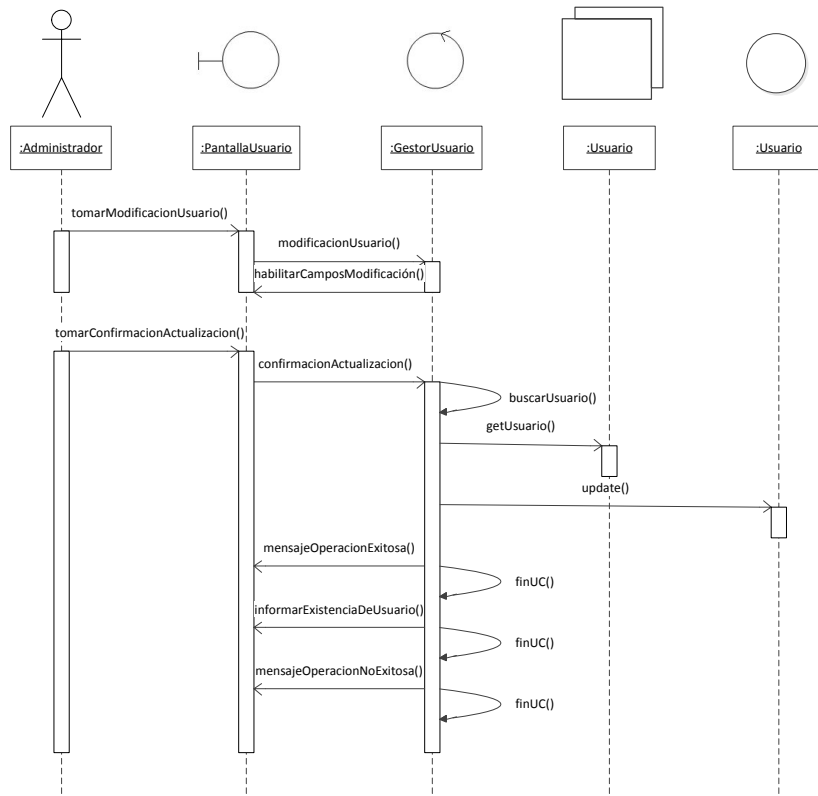 :Administrador
:PantallaUsuario
:GestorUsuario
:Usuario
:Usuario
tomarModificacionUsuario()
modificacionUsuario()
habilitarCamposModificación()
tomarConfirmacionActualizacion()
confirmacionActualizacion()
buscarUsuario()
getUsuario()
update()
mensajeOperacionExitosa()
finUC()
informarExistenciaDeUsuario()
finUC()
mensajeOperacionNoExitosa()
finUC()